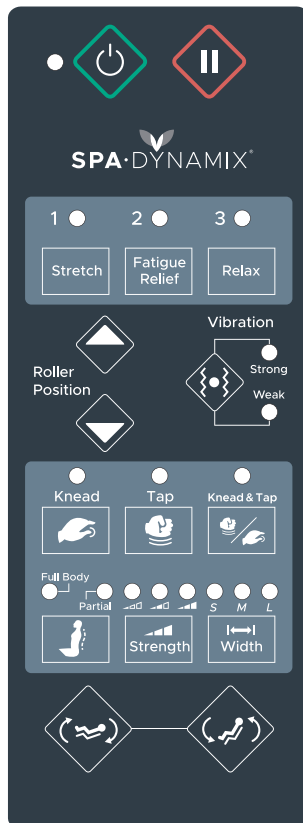 SPA·DYNAMIX®
1 2 3
Stretch
Fatigue
Relief
Relax
Roller
Position
Vibration
Strong
Weak
Knead
Tap
Knead & Tap
Full Body
Partial
S M L
Strength
Width